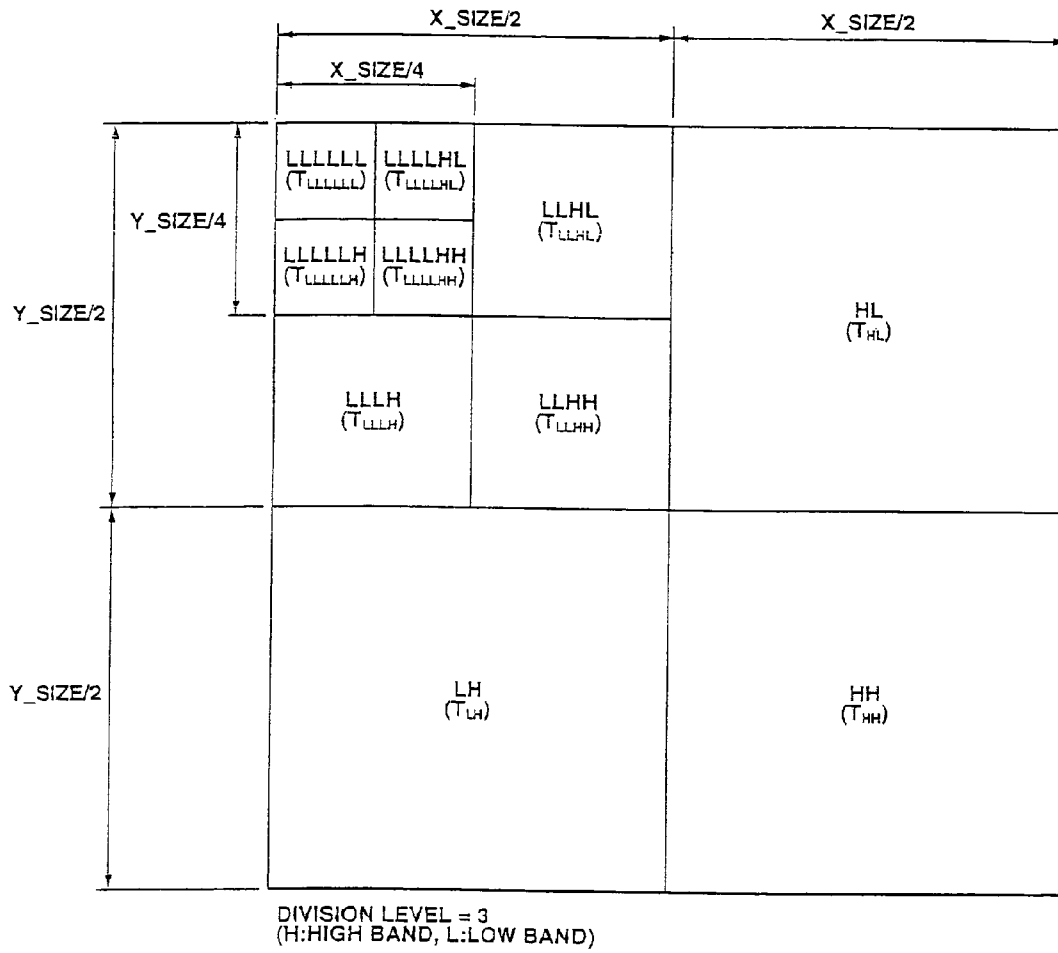 X_SIZE/2
X_SIZE/2
X_SIZE/4
LLLLLL
(TLLLLLL)
LLLLHL
(TLLLLHL)
LLHL
(TLLHL)
Y_SIZE/4
LLLLLH
(TLLLLLH)
LLLLHH
(TLLLLHH)
Y_SIZE/2
HL
(THL)
LLLH
(TLLLH)
LLHH
(TLLHH)
Y_SIZE/2
LH
(TLH)
HH
(THH)
DIVISION LEVEL = 3
(H:HIGH BAND, L:LOW BAND)